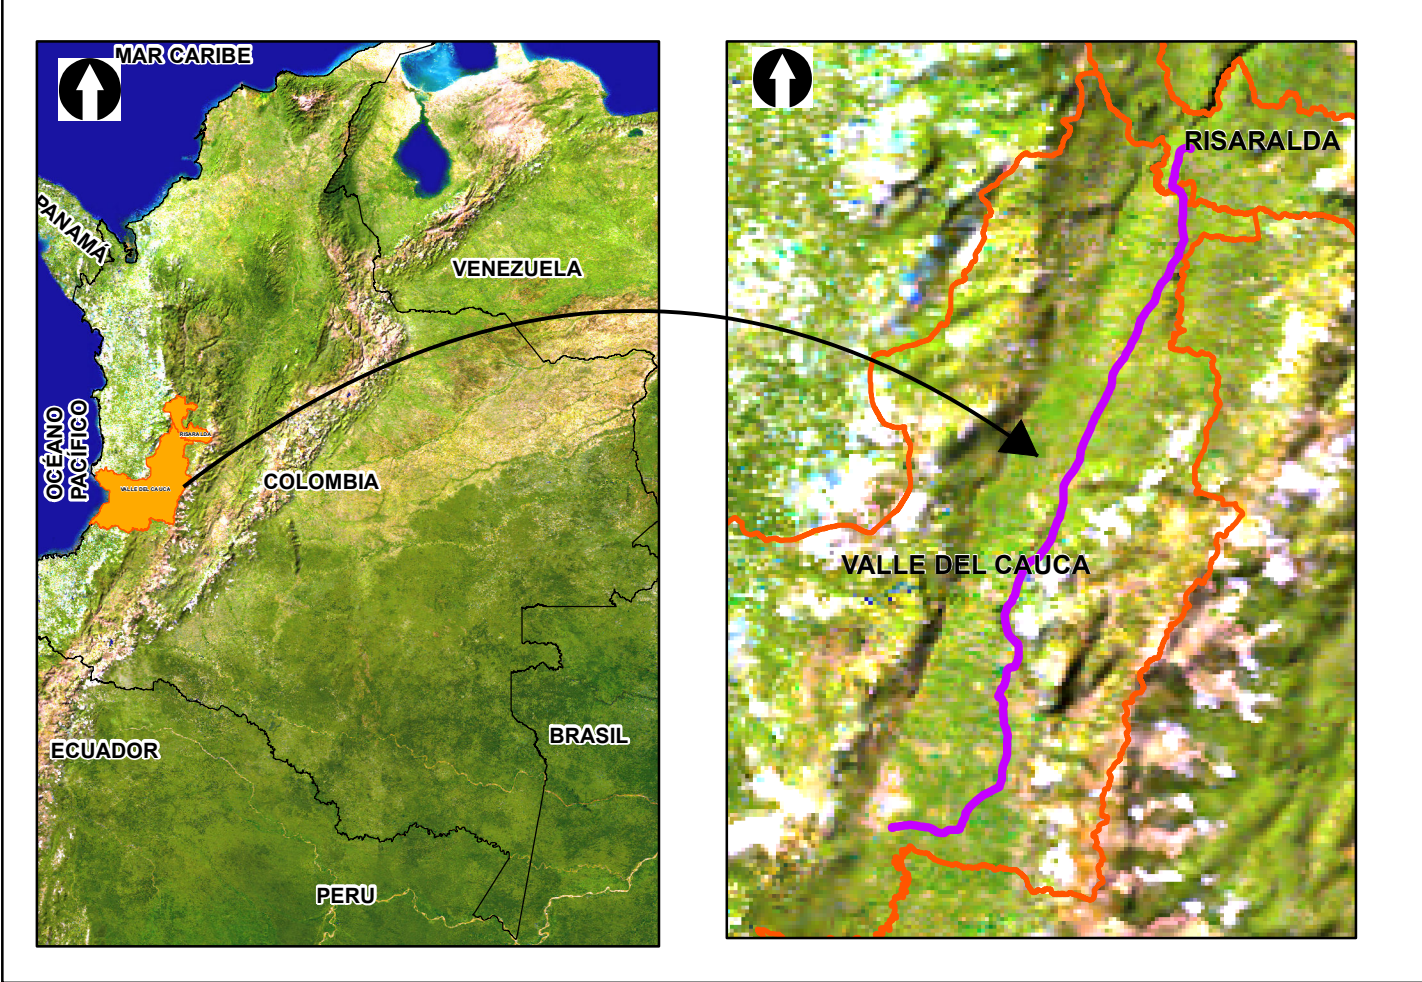 MAR CARIBE
PANAMÁ
VENEZUELA
OCÉANO
PACÍFICO
RISARALDA
VALLE DEL CAUCA
COLOMBIA
ECUADOR
BRASIL
PERU
RISARALDA
VALLE DEL CAUCA